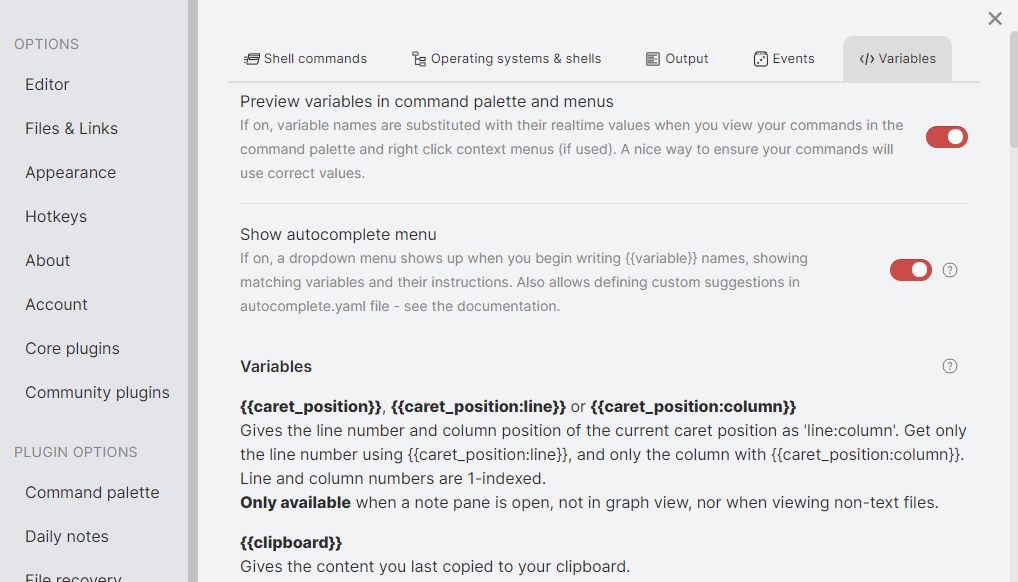 OPTIONS
Editor
Files & Links
Appearance
Hotkeys
About
Account
Core plugins
Community plugins
PLUGIN OPTIONS
Command palette
Daily notes
File recovery
Shell commands
Operating systems & shells
Output
Events
</> Variables
Preview variables in command palette and menus
If on, variable names are substituted with their realtime values when you view your commands in the
command palette and right click context menus (if used). A nice way to ensure your commands will
use correct values.
Show autocomplete menu
If on, a dropdown menu shows up when you begin writing {{variable}} names, showing
matching variables and their instructions. Also allows defining custom suggestions in
autocomplete.yaml file - see the documentation.
Variables
{{caret_position}}, {{caret_position:line}} or {{caret_position:column}}
Gives the line number and column position of the current caret position as 'line:column'. Get only
the line number using {{caret_position:line}}, and only the column with {{caret_position:column}}.
Line and column numbers are 1-indexed.
Only available when a note pane is open, not in graph view, nor when viewing non-text files.
{{clipboard}}
Gives the content you last copied to your clipboard.